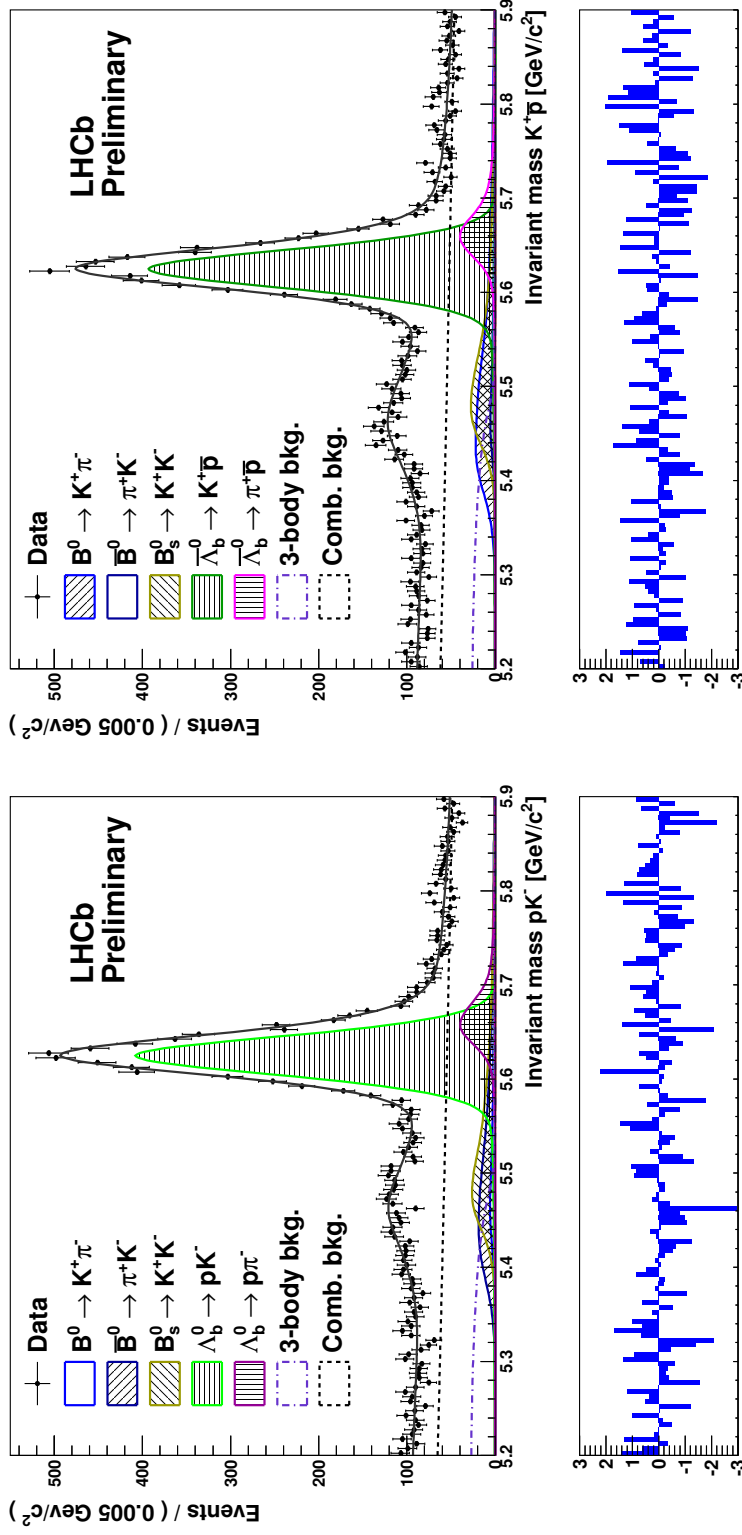 Events / ( 0.005 Gev/c² )
500
400
300
200
100
0
LHCb
Preliminary
Data
B⁰ → K⁺π⁻
B̅⁰ → π⁺K⁻
B⁰ₛ → K⁺K⁻
Λ⁰_b → pK⁻
Λ⁰_b → pπ⁻
3-body bkg.
Comb. bkg.
5.2 5.3 5.4 5.5 5.6 5.7 5.8 5.9
Invariant mass pK⁻ [GeV/c²]
3
2
1
0
-1
-2
-3
Events / ( 0.005 Gev/c² )
500
400
300
200
100
0
LHCb
Preliminary
Data
B⁰ → K⁺π⁻
B̅⁰ → π⁺K⁻
B⁰ₛ → K⁺K⁻
Λ̅⁰_b → K⁺p̅
Λ̅⁰_b → π⁺p̅
3-body bkg.
Comb. bkg.
5.2 5.3 5.4 5.5 5.6 5.7 5.8 5.9
Invariant mass K⁺p̅ [GeV/c²]
3
2
1
0
-1
-2
-3